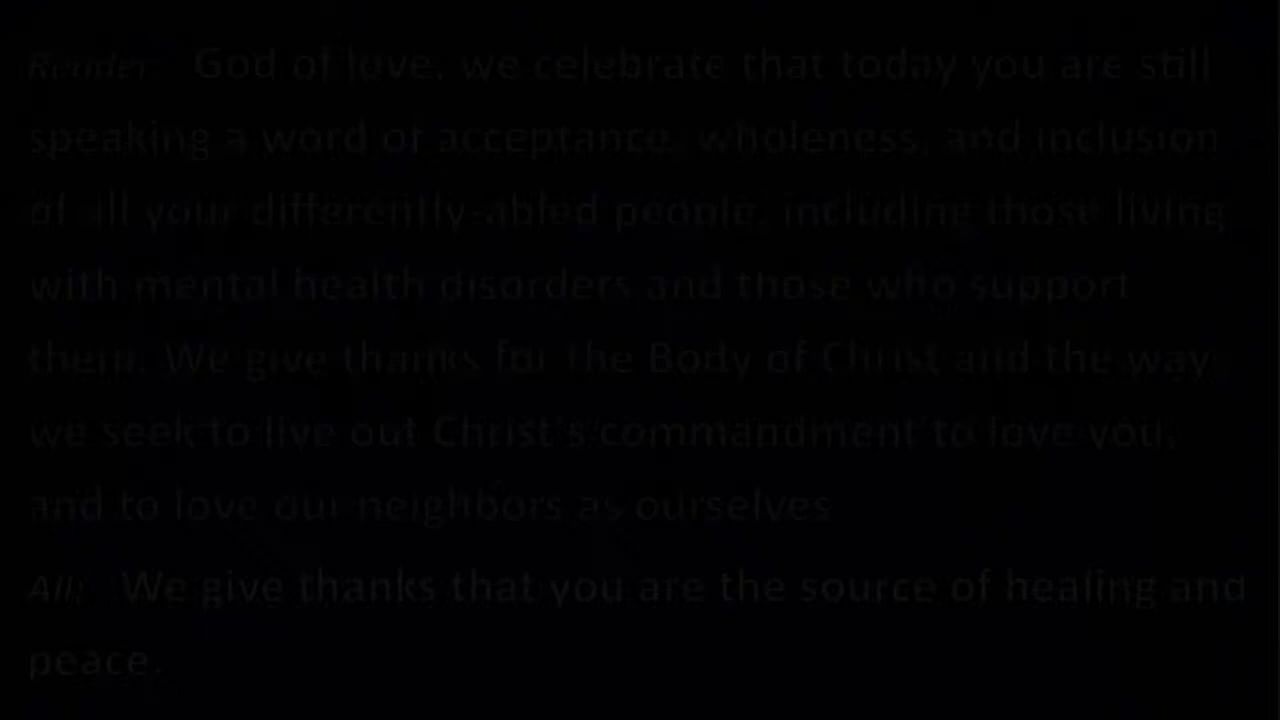 Reader: God of love, we celebrate that today you are still
speaking a word of acceptance, wholeness, and inclusion
of all your differently-abled people, including those living
with mental health disorders and those who support
them. We give thanks for the Body of Christ and the way
we seek to live out Christ's commandment to love you,
and to love our neighbors as ourselves
All: We give thanks that you are the source of healing and
peace.